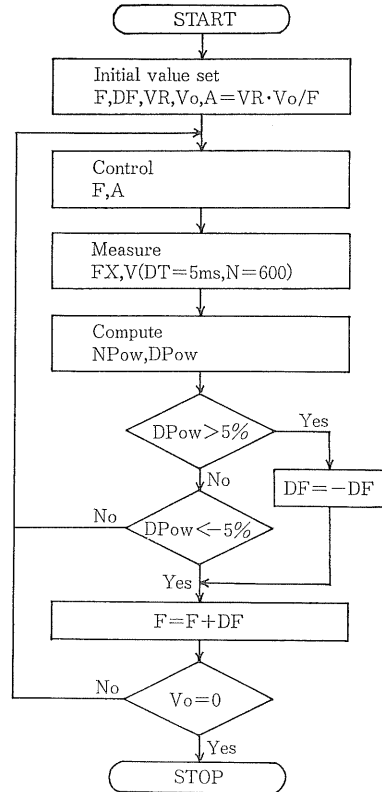 START
Initial value set
F,DF,VR,Vo,A=VR·Vo/F
Control
F,A
Measure
FX,V(DT=5ms,N=600)
Compute
NPow,DPow
DPow>5%
Yes
DF=-DF
No
DPow<-5%
No
Yes
F=F+DF
Vo=0
No
Yes
STOP